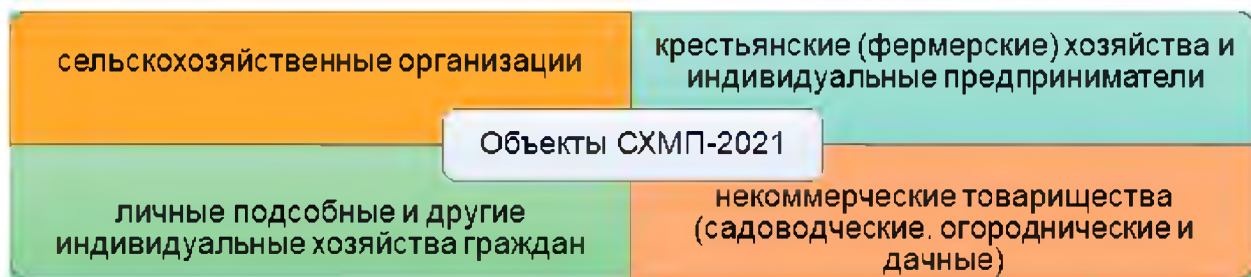 сельскохозяйственные организации
крестьянские (фермерские) хозяйства и
индивидуальные предприниматели
Объекты СХМП-2021
личные подсобные и другие
индивидуальные хозяйства граждан
некоммерческие товарищества
(садоводческие, огороднические и
дачные)